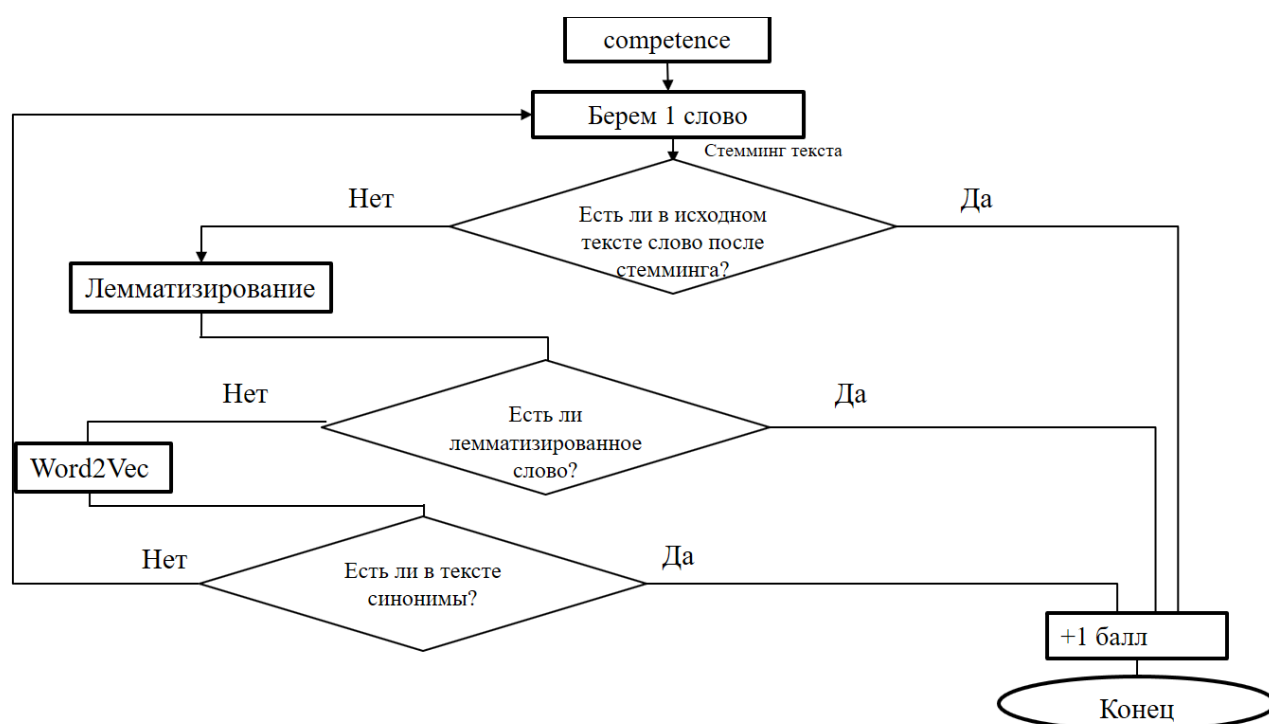 competence
Берем 1 слово
Стемминг текста
Нет
Да
Есть ли в исходном
тексте слово после
стемминга?
Лемматизирование
Нет
Да
Есть ли
лемматизированное
слово?
Word2Vec
Нет
Да
Есть ли в тексте
синонимы?
+1 балл
Конец